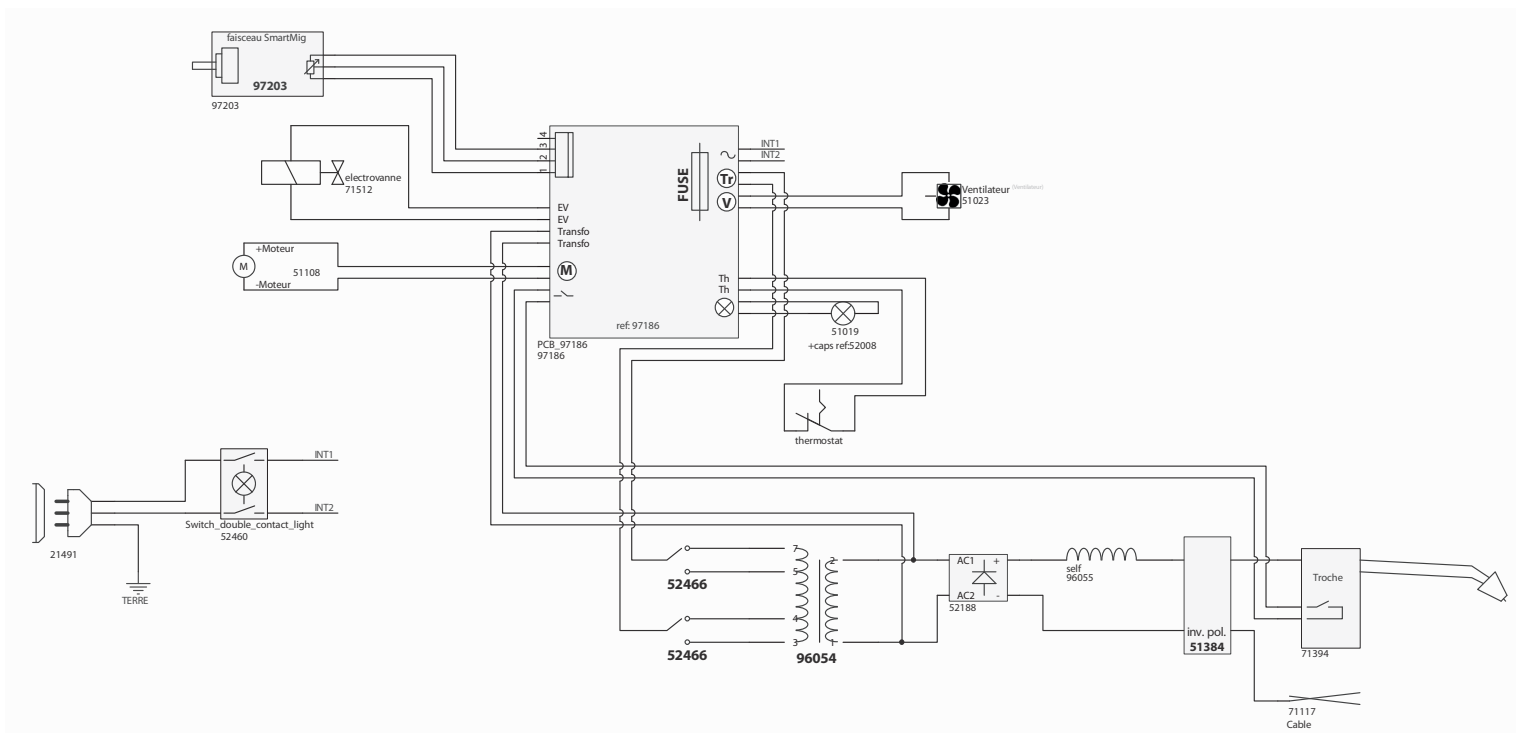 faisceau SmartMig
97203
97203
4
3
2
1
electrovanne
71512
EV
EV
Transfo
Transfo
M
+Moteur
M
51108
-Moteur
FUSE
INT1
INT2
Tr
V
Ventilateur (Ventilateur)
51023
Th
Th
ref: 97186
PCB_97186
97186
51019
+caps ref:52008
thermostat
INT1
INT2
Switch_double_contact_light
52460
21491
TERRE
52466
52466
7
5
4
3
2
1
96054
AC1 +
AC2 -
52188
self
96055
inv. pol.
51384
Troche
71394
71117
Cable